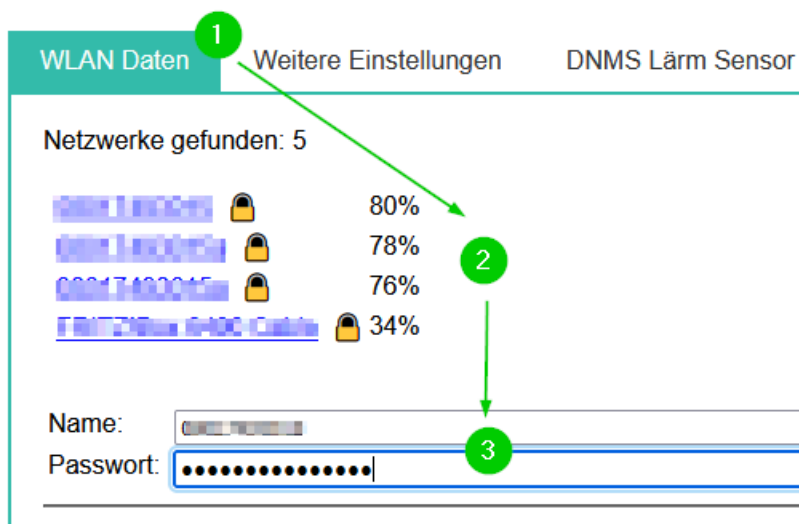 1
WLAN Daten Weitere Einstellungen DNMS Lärm Sensor
Netzwerke gefunden: 5
80%
78%
2
76%
34%
Name:
3
Passwort: ●●●●●●●●●●●●●●●